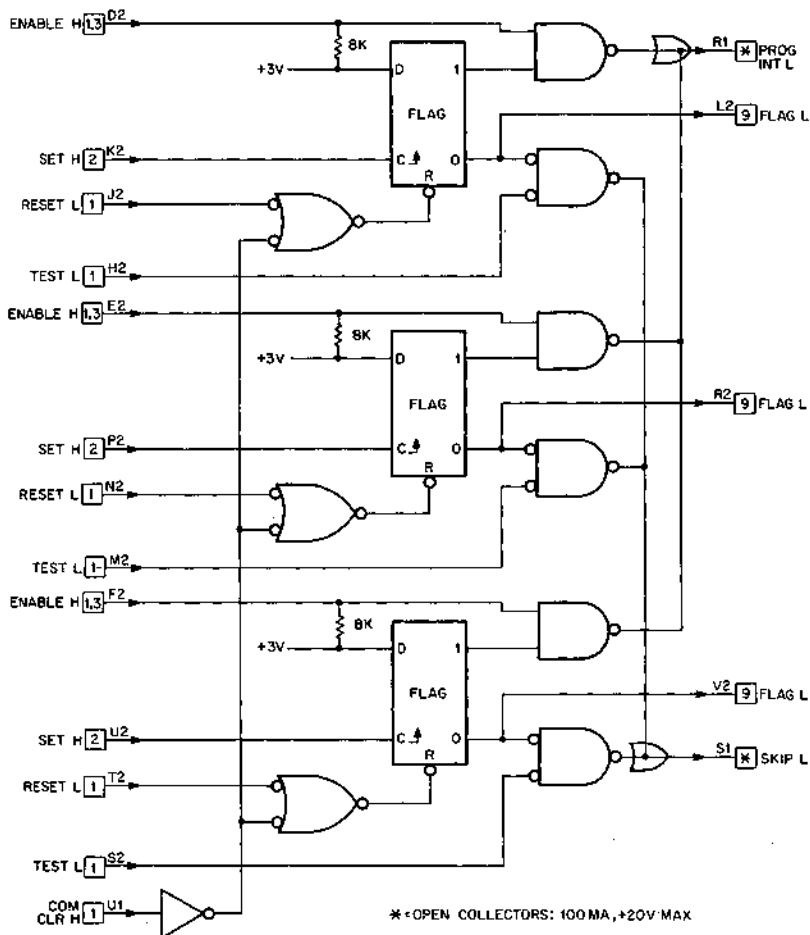 ENABLE H 1,3 D2
8K
+3V D 1
FLAG
R1 * PROG
INT L
L2 9 FLAG L
SET H 2 K2 C 0
R
RESET L 1 J2
TEST L 1 H2
ENABLE H 1,3 E2
8K
+3V D 1
FLAG
R2 9 FLAG L
SET H 2 P2 C 0
R
RESET L 1 N2
TEST L 1 M2
ENABLE H 1,3 F2
8K
+3V D 1
FLAG
V2 9 FLAG L
SET H 2 U2 C 0
R
S1 * SKIP L
RESET L 1 T2
TEST L 1 S2
COM
CLR H 1 U1
*=OPEN COLLECTORS: 100MA,+20V MAX